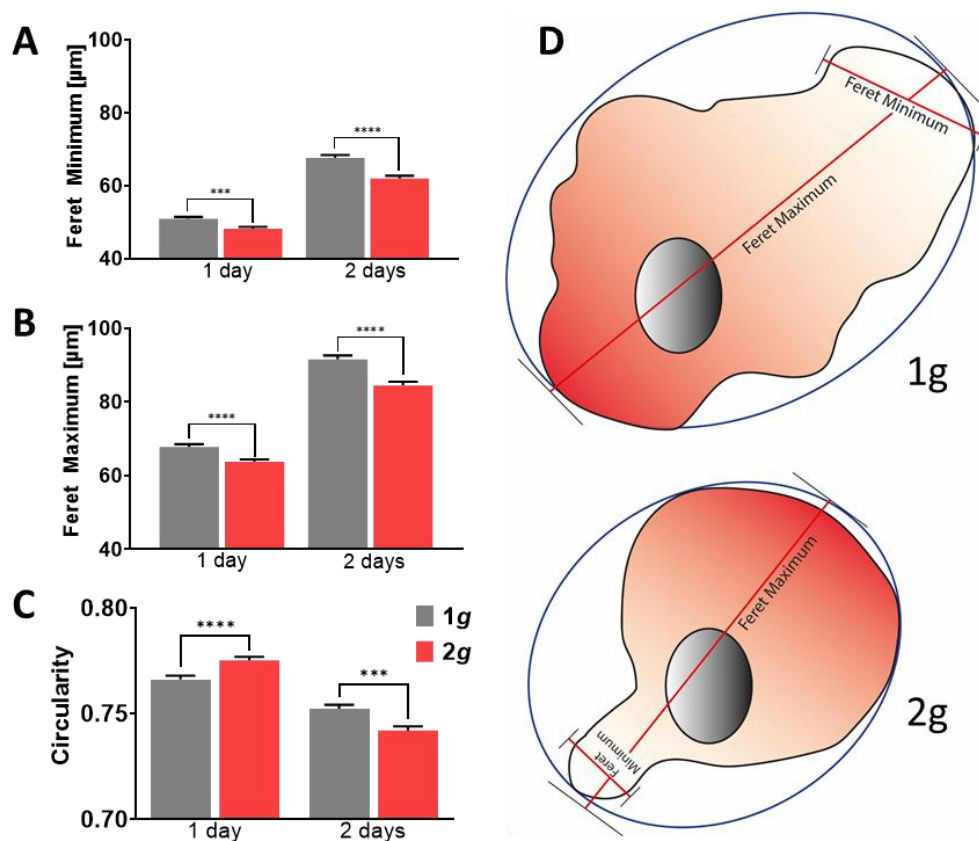 A
Feret Minimum [µm]
100
80
60
40
***
****
1 day
2 days
B
Feret Maximum [µm]
100
80
60
40
****
****
1 day
2 days
C
Circularity
0.80
0.75
0.70
****
***
1g
2g
1 day
2 days
D
Feret Minimum
Feret Maximum
1g
Feret Maximum
Feret
Minimum
2g